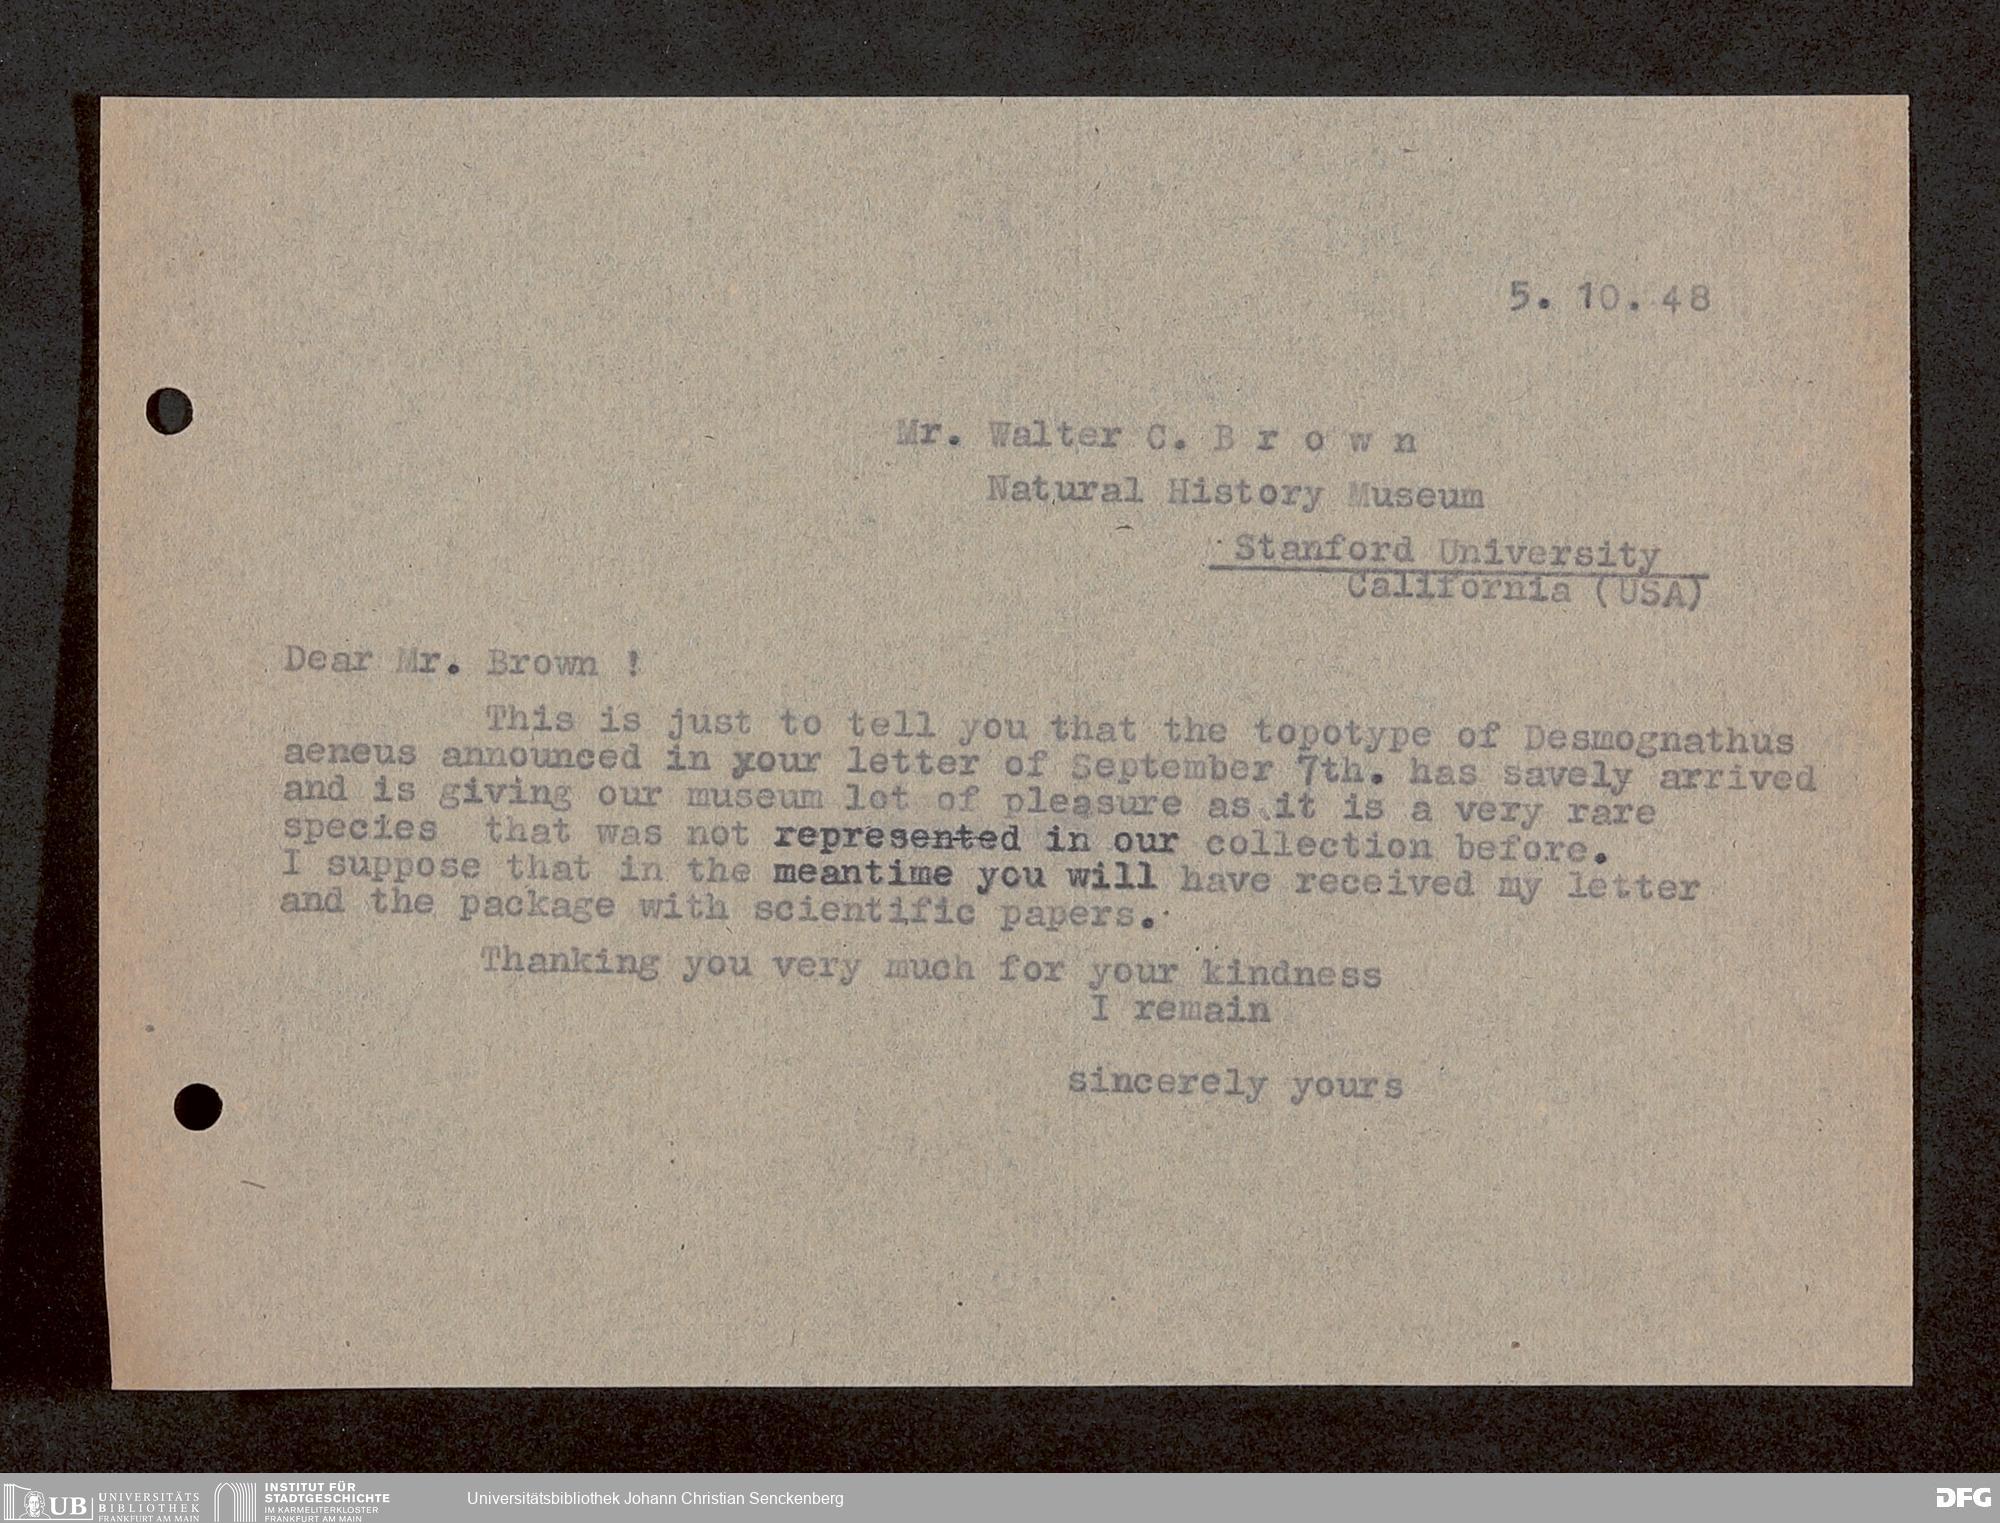 5. 10. 48
Mr. Walter C. B r o w n
Natural History Museum
Stanford University
California (USA)
Dear Mr. Brown !
This is just to tell you that the topotype of Desmognathus
aeneus announced in your letter of September 7th. has savely arrived
and is giving our museum lot of pleasure as it is a very rare
species that was not represented in our collection before.
I suppose that in the meantime you will have received my letter
and the package with scientific papers.
Thanking you very much for your kindness
I remain
sincerely yours
UB UNIVERSITÄTS
BIBLIOTHEK
FRANKFURT AM MAIN
INSTITUT FÜR
STADTGESCHICHTE
IM KARMELITERKLOSTER
FRANKFURT AM MAIN
Universitätsbibliothek Johann Christian Senckenberg
DFG